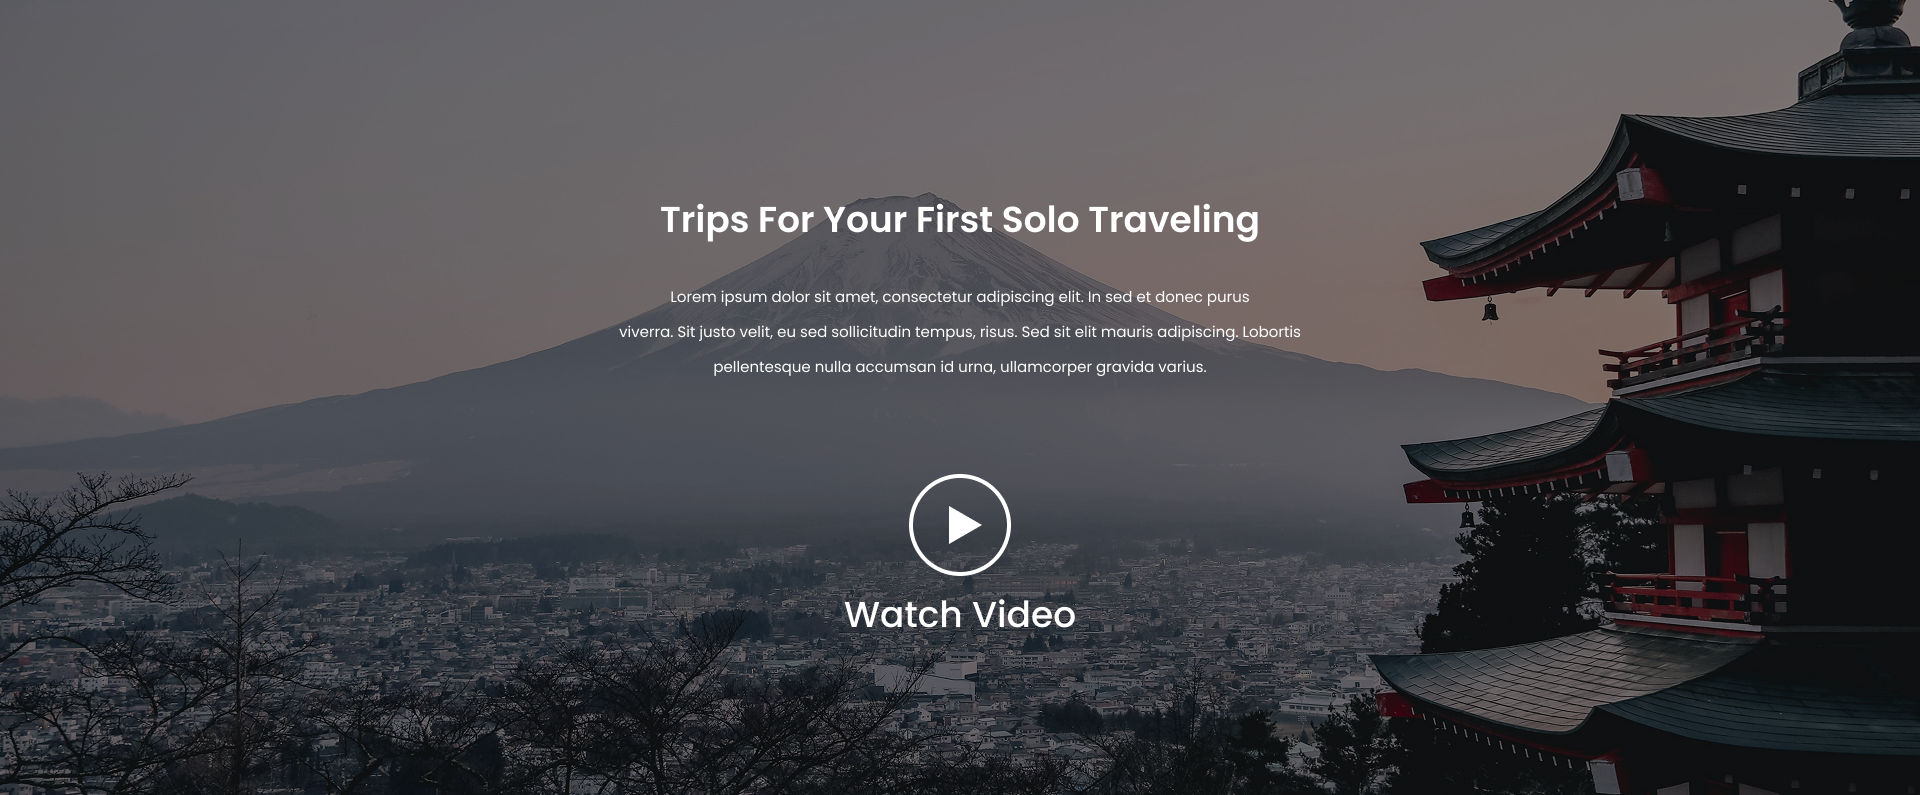 Trips For Your First Solo Traveling
Lorem ipsum dolor sit amet, consectetur adipiscing elit. In sed et donec purus
viverra. Sit justo velit, eu sed sollicitudin tempus, risus. Sed sit elit mauris adipiscing. Lobortis
pellentesque nulla accumsan id urna, ullamcorper gravida varius.
Watch Video